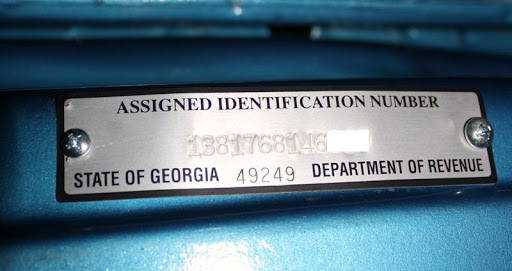 ASSIGNED IDENTIFICATION NUMBER
1381768146
STATE OF GEORGIA 49249 DEPARTMENT OF REVENUE